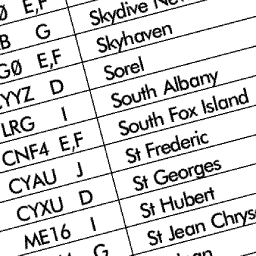 E,F
B G Skydive
GØ E,F Skyhaven
YYZ D Sorel
LRG I South Albany
CNF4 E,F South Fox Island
CYAU J St Frederic
CYXU D St Georges
ME16 I St Hubert
G St Jean Chrys